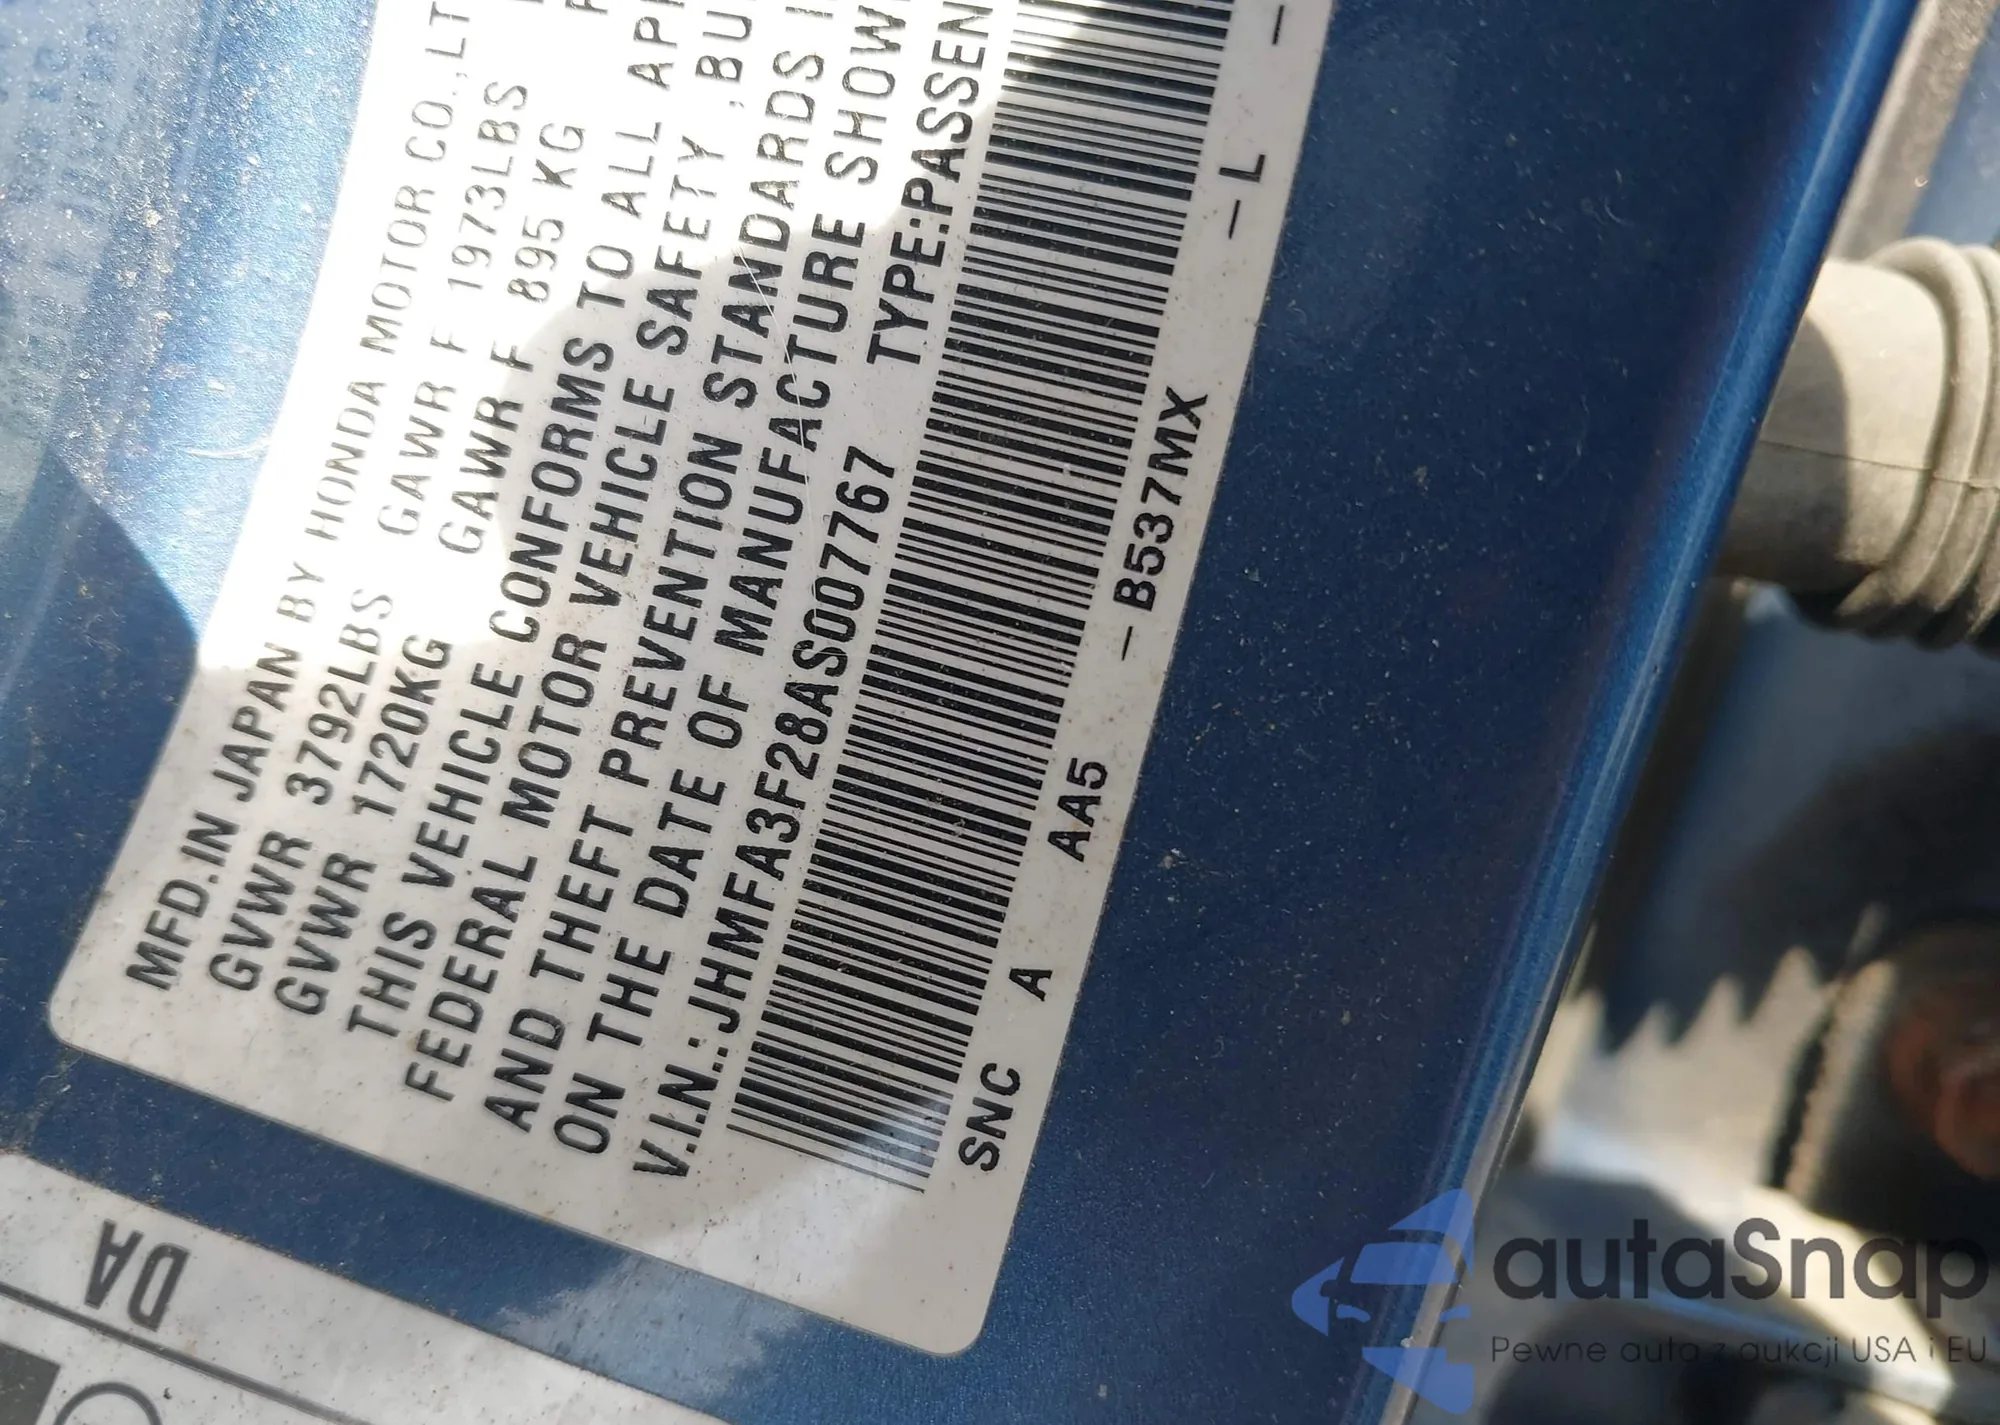 MFD.IN JAPAN BY HONDA MOTOR CO.,LT
GVWR 3792LBS GAWR F 1973LBS
GVWR 1720KG GAWR F 895 KG
THIS VEHICLE CONFORMS TO ALL AP
FEDERAL MOTOR VEHICLE SAFETY ,BU
AND THEFT PREVENTION STANDARDS I
ON THE DATE OF MANUFACTURE SHOW
V.I.N.:JHMFA3F28AS007767 TYPE:PASSEN
SNC A AA5 -B537MX -L -
DA
autaSnap
Pewne auta z aukcji USA i EU